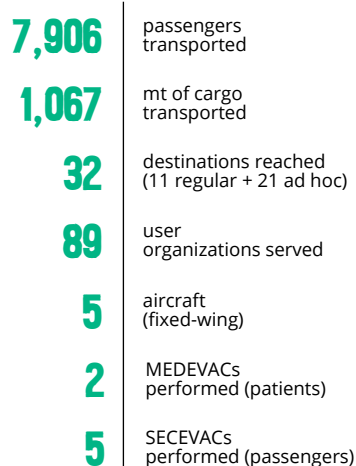 7,906 passengers
transported
1,067 mt of cargo
transported
32 destinations reached
(11 regular + 21 ad hoc)
89 user
organizations served
5 aircraft
(fixed-wing)
2 MEDEVACs
performed (patients)
5 SECEVACs
performed (passengers)